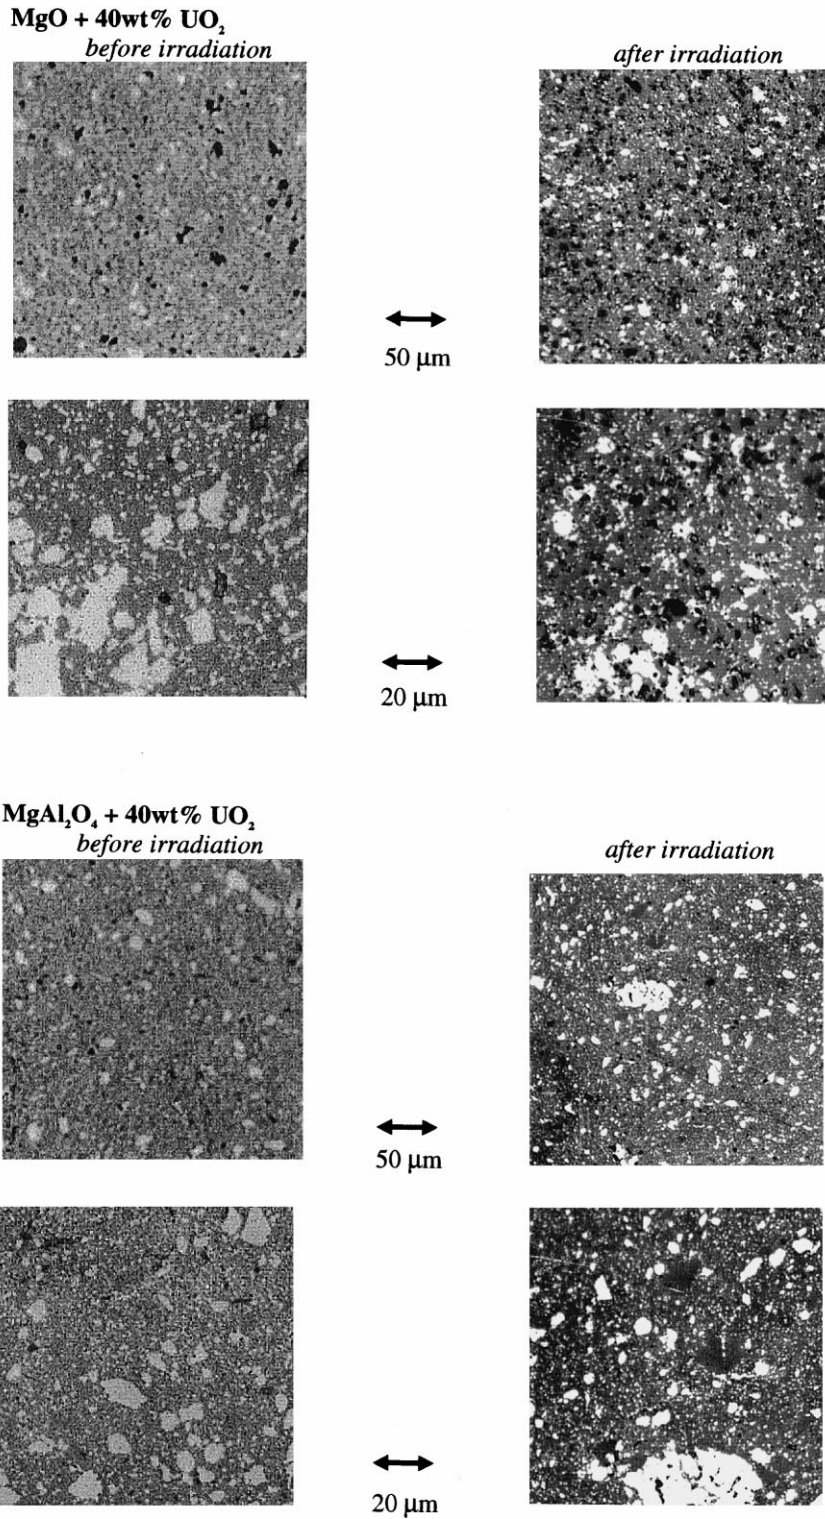 MgO + 40wt% UO₂
before irradiation
after irradiation
50 μm
20 μm
MgAl₂O₄ + 40wt% UO₂
before irradiation
after irradiation
50 μm
20 μm